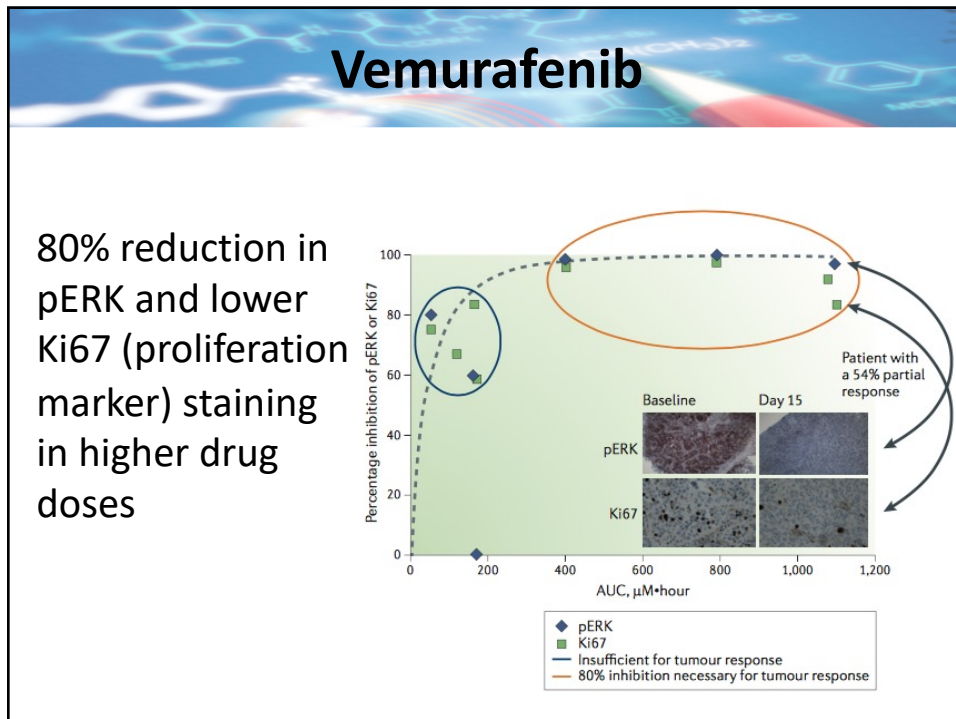 Vemurafenib
80% reduction in
pERK and lower
Ki67 (proliferation
marker) staining
in higher drug
doses
Percentage inhibition of pERK or Ki67
100
80
60
40
20
0
0
200
400
600
800
1,000
1,200
AUC, µM•hour
Patient with
a 54% partial
response
Baseline
Day 15
pERK
Ki67
pERK
Ki67
Insufficient for tumour response
80% inhibition necessary for tumour response